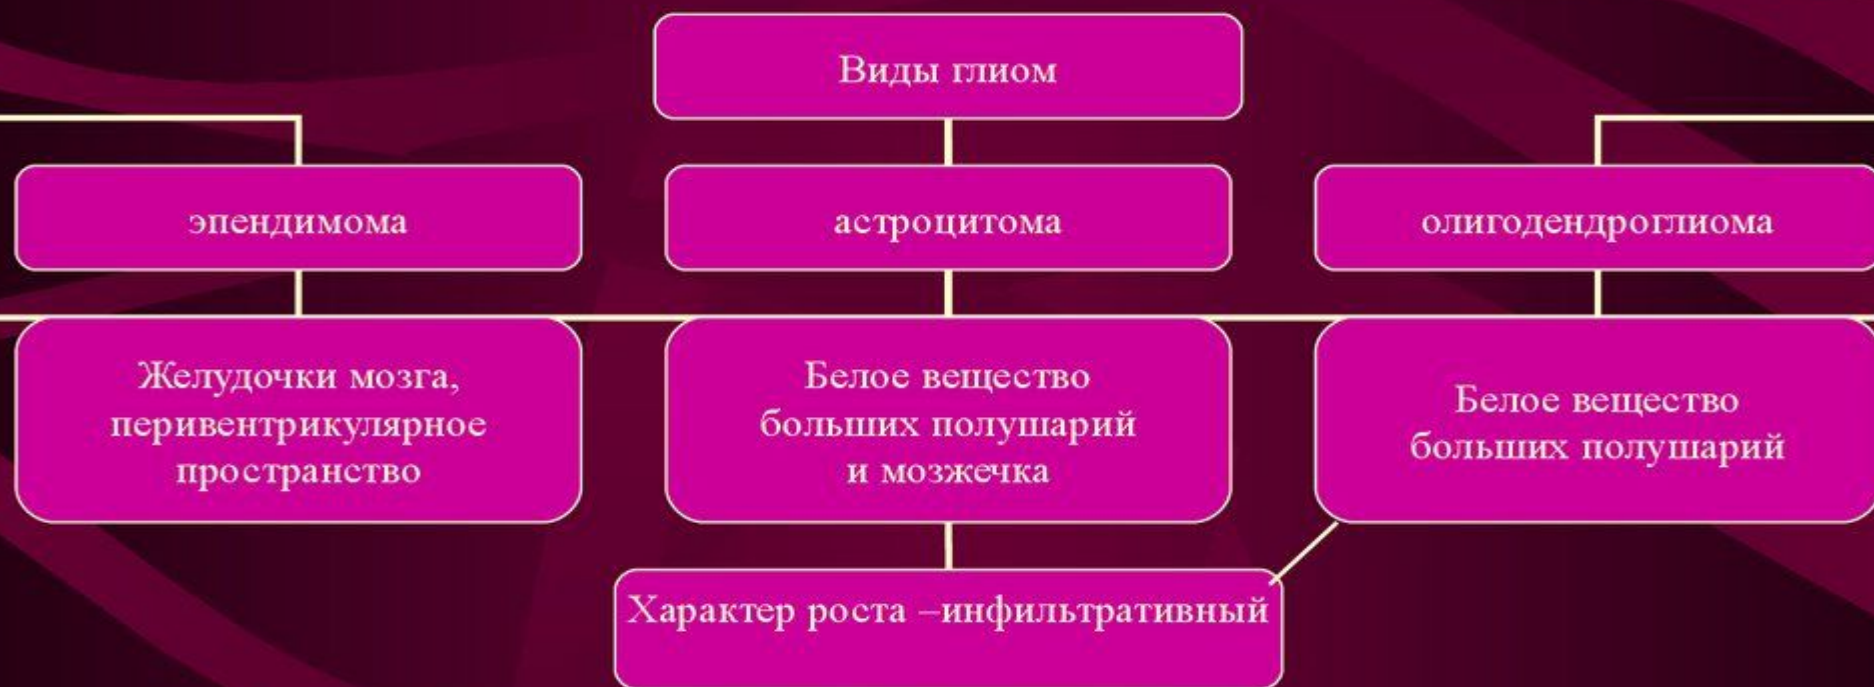 Виды глиом
эпендимома
астроцитома
олигодендроглиома
Желудочки мозга,
перивентрикулярное
пространство
Белое вещество
больших полушарий
и мозжечка
Белое вещество
больших полушарий
Характер роста –инфильтративный